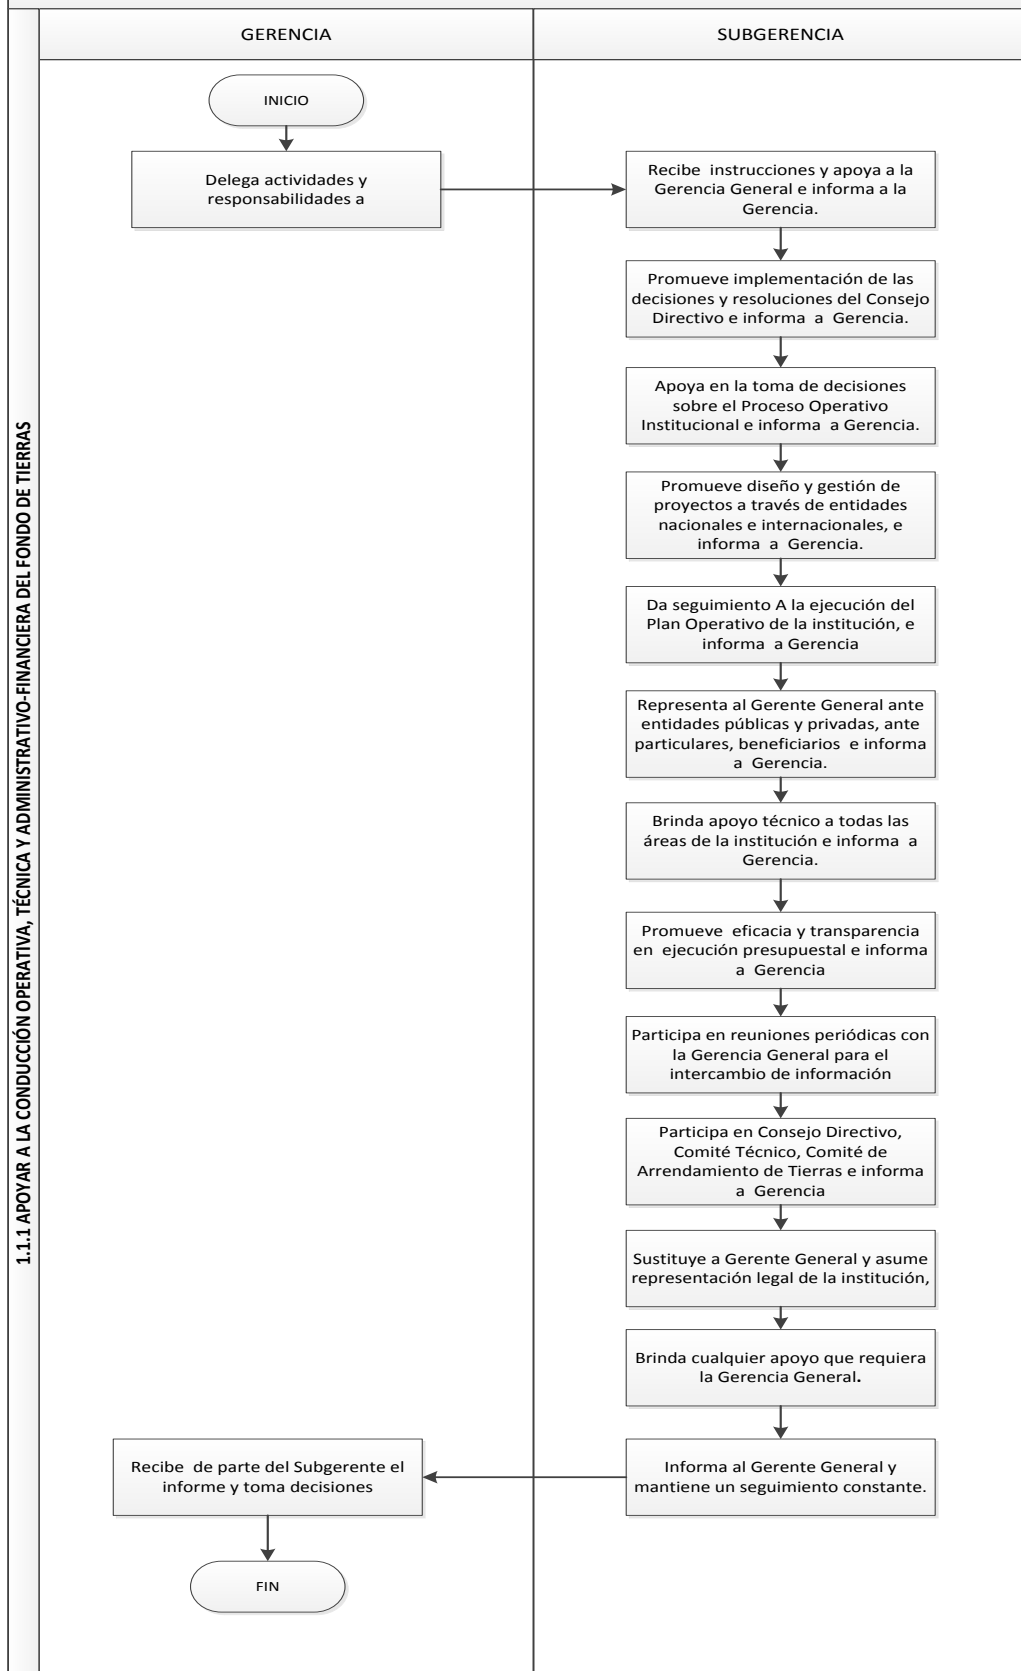 GERENCIA
SUBGERENCIA
1.1.1 APOYAR A LA CONDUCCIÓN OPERATIVA, TÉCNICA Y ADMINISTRATIVO-FINANCIERA DEL FONDO DE TIERRAS
INICIO
Delega actividades y
responsabilidades a
Recibe instrucciones y apoya a la
Gerencia General e informa a la
Gerencia.
Promueve implementación de las
decisiones y resoluciones del Consejo
Directivo e informa a Gerencia.
Apoya en la toma de decisiones
sobre el Proceso Operativo
Institucional e informa a Gerencia.
Promueve diseño y gestión de
proyectos a través de entidades
nacionales e internacionales, e
informa a Gerencia.
Da seguimiento A la ejecución del
Plan Operativo de la institución, e
informa a Gerencia
Representa al Gerente General ante
entidades públicas y privadas, ante
particulares, beneficiarios e informa
a Gerencia.
Brinda apoyo técnico a todas las
áreas de la institución e informa a
Gerencia.
Promueve eficacia y transparencia
en ejecución presupuestal e informa
a Gerencia
Participa en reuniones periódicas con
la Gerencia General para el
intercambio de información
Participa en Consejo Directivo,
Comité Técnico, Comité de
Arrendamiento de Tierras e informa
a Gerencia
Sustituye a Gerente General y asume
representación legal de la institución,
Brinda cualquier apoyo que requiera
la Gerencia General.
Informa al Gerente General y
mantiene un seguimiento constante.
Recibe de parte del Subgerente el
informe y toma decisiones
FIN